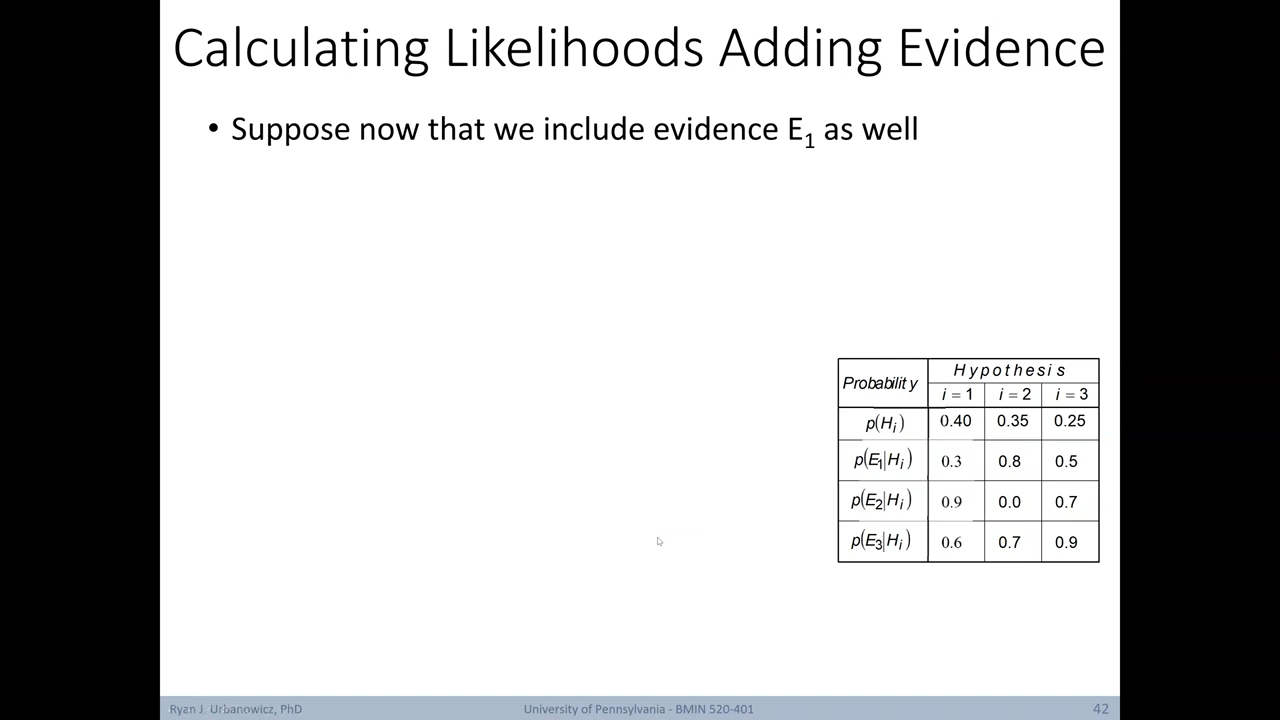 Calculating Likelihoods Adding Evidence
• Suppose now that we include evidence E₁ as well
Probability Hypothesis
i = 1 i = 2 i = 3
p(Hᵢ) 0.40 0.35 0.25
p(E₁|Hᵢ) 0.3 0.8 0.5
p(E₂|Hᵢ) 0.9 0.0 0.7
p(E₃|Hᵢ) 0.6 0.7 0.9
Ryan J. Urbanowicz, PhD University of Pennsylvania - BMIN 520-401 42